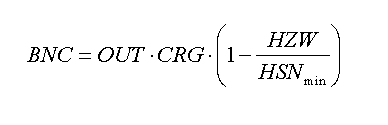 BNC = OUT · CRG · (1 − HZW / HSN_min)